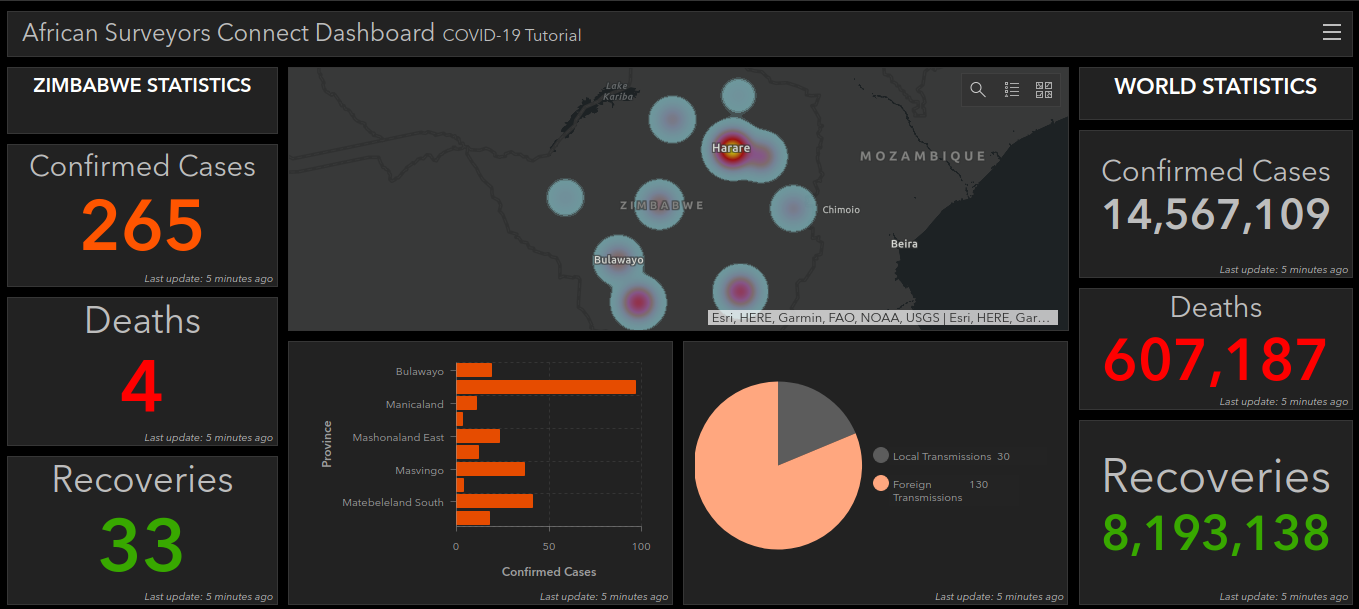 African Surveyors Connect Dashboard COVID-19 Tutorial
ZIMBABWE STATISTICS
Confirmed Cases
265
Last update: 5 minutes ago
Deaths
4
Last update: 5 minutes ago
Recoveries
33
Last update: 5 minutes ago
Lake
Kariba
Harare
MOZAMBIQUE
ZIMBABWE
Chimoio
Beira
Bulawayo
Esri, HERE, Garmin, FAO, NOAA, USGS | Esri, HERE, Gar…
Province
Bulawayo
Manicaland
Mashonaland East
Masvingo
Matebeleland South
0 50 100
Confirmed Cases
Last update: 5 minutes ago
Local Transmissions 30
Foreign 130
Transmissions
Last update: 5 minutes ago
WORLD STATISTICS
Confirmed Cases
14,567,109
Last update: 5 minutes ago
Deaths
607,187
Last update: 5 minutes ago
Recoveries
8,193,138
Last update: 5 minutes ago